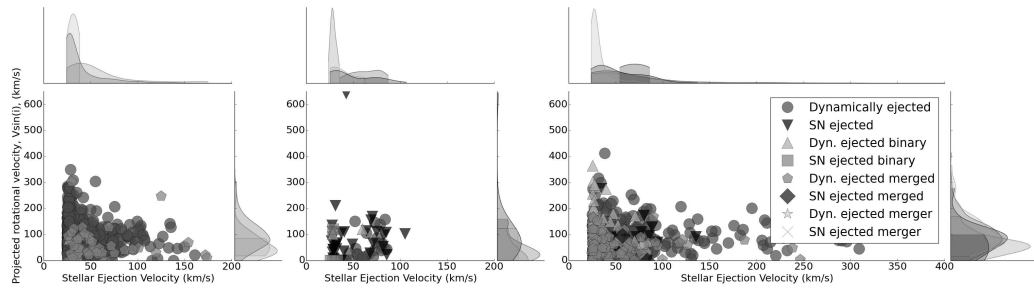 Projected rotational velocity, Vsin(i), (km/s)
600
500
400
300
200
100
0
0 50 100 150 200
Stellar Ejection Velocity (km/s)
600
500
400
300
200
100
0
0 50 100 150 200
Stellar Ejection Velocity (km/s)
600
500
400
300
200
100
0
0 50 100 150 200 250 300 350 400
Stellar Ejection Velocity (km/s)
Dynamically ejected
SN ejected
Dyn. ejected binary
SN ejected binary
Dyn. ejected merged
SN ejected merged
Dyn. ejected merger
SN ejected merger